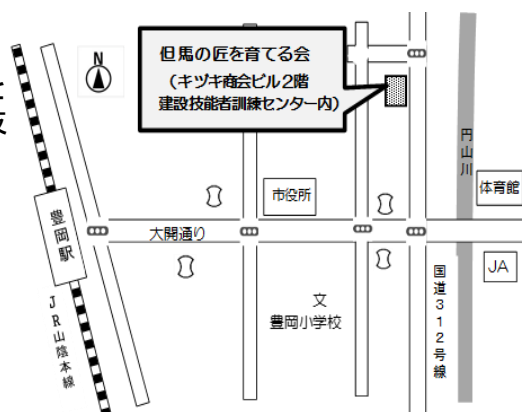 N
但馬の匠を育てる会
（キヅキ商会ビル２階
建設技能者訓練センター内）
円山川
体育館
市役所
豊岡駅
大開通り
JA
国道３１２号線
文
豊岡小学校
ＪＲ山陰本線